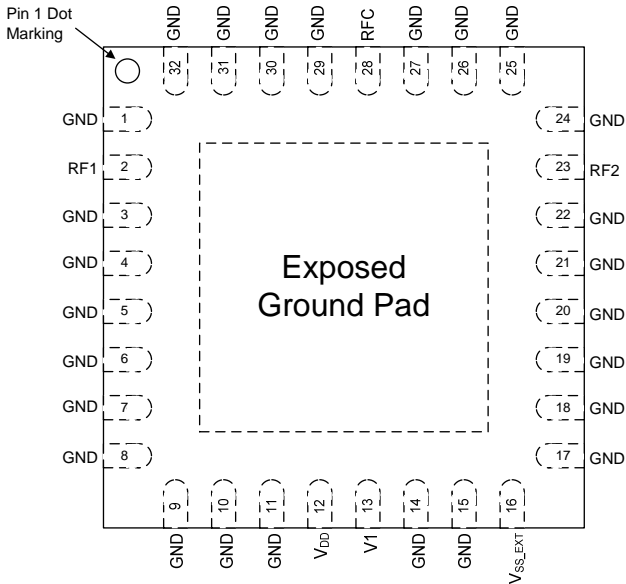 Pin 1 Dot
Marking
GND GND GND GND RFC GND GND GND
32 31 30 29 28 27 26 25
GND 1 24 GND
RF1 2 23 RF2
GND 3 22 GND
GND 4 21 GND
GND 5 20 GND
GND 6 19 GND
GND 7 18 GND
GND 8 17 GND
Exposed
Ground Pad
9 10 11 12 13 14 15 16
GND GND GND VDD V1 GND GND VSS_EXT